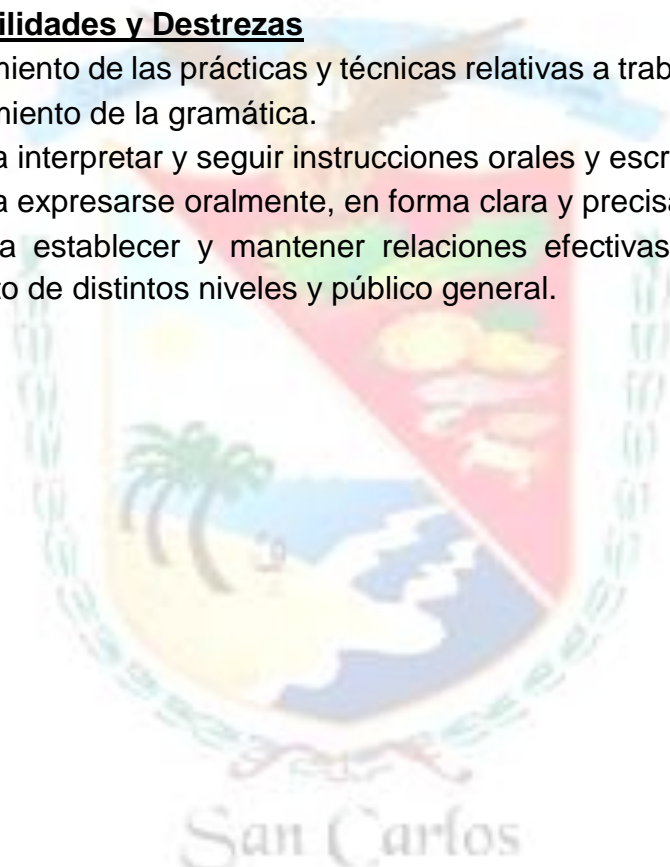 ilidades y Destrezas
miento de las prácticas y técnicas relativas a trab
miento de la gramática.
a interpretar y seguir instrucciones orales y escr
a expresarse oralmente, en forma clara y precisa
a establecer y mantener relaciones efectivas
to de distintos niveles y público general.
San Carlos